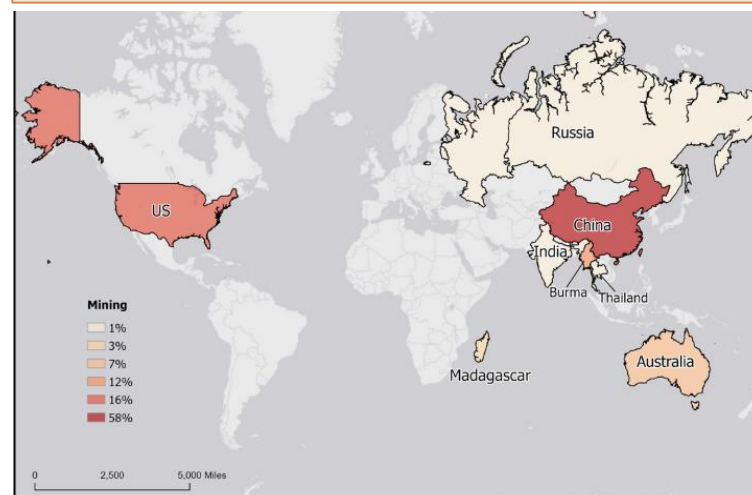 Russia
US
China
India
Burma
Thailand
Mining
1%
3%
7%
12%
16%
58%
Madagascar
Australia
0 2,500 5,000 Miles